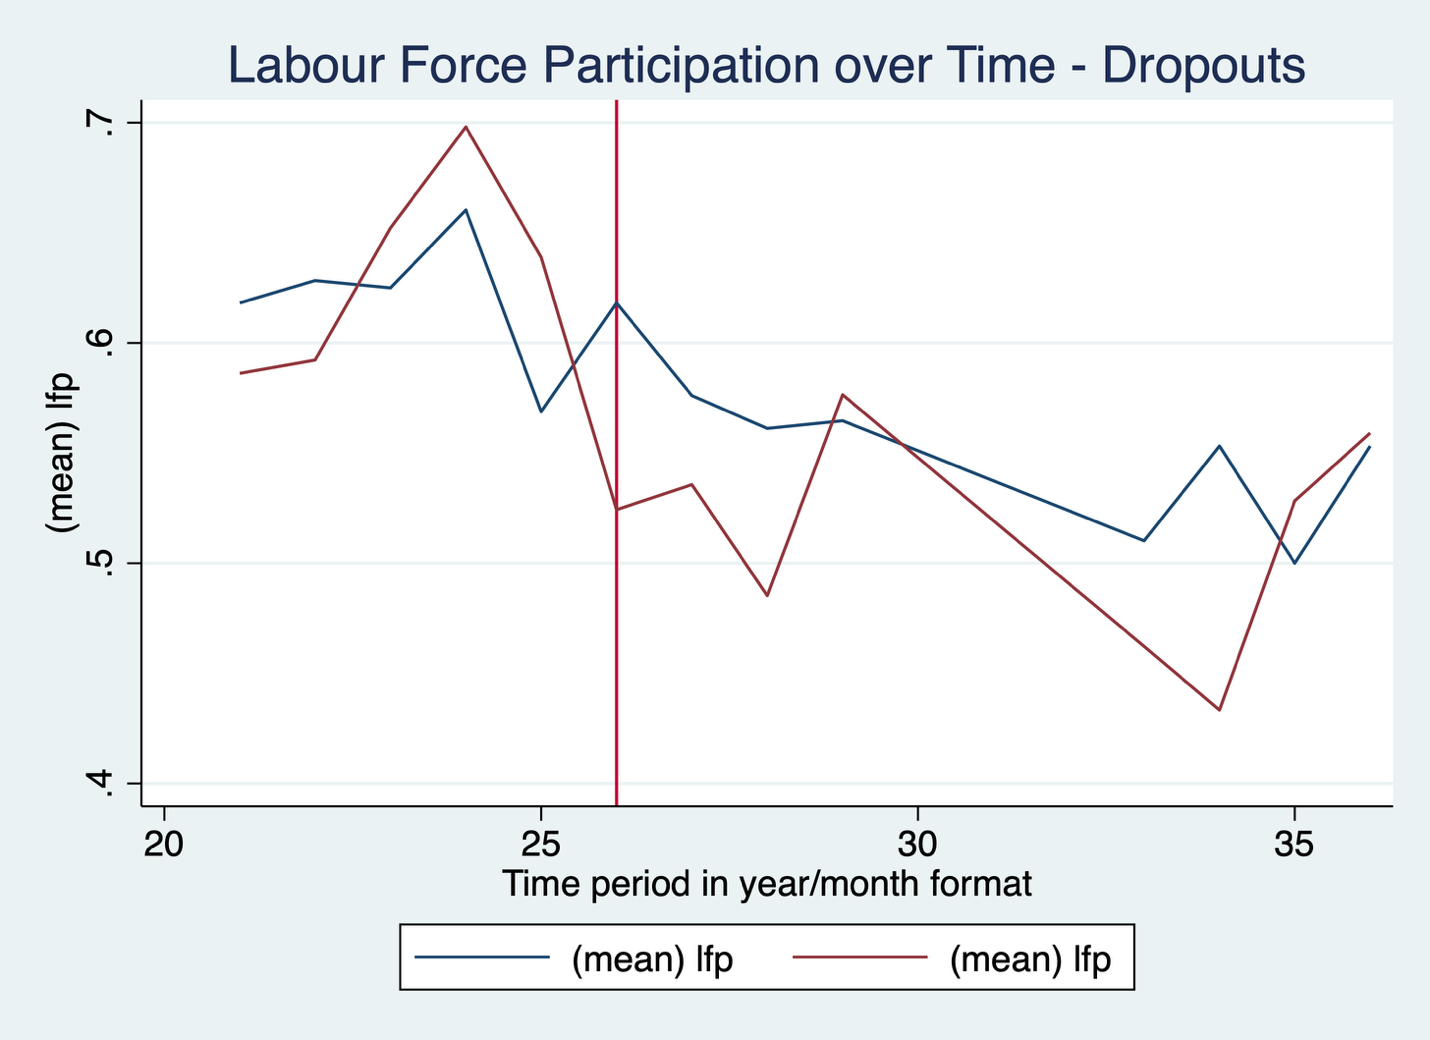 Labour Force Participation over Time - Dropouts
(mean) lfp
.7
.6
.5
.4
20 25 30 35
Time period in year/month format
(mean) lfp (mean) lfp